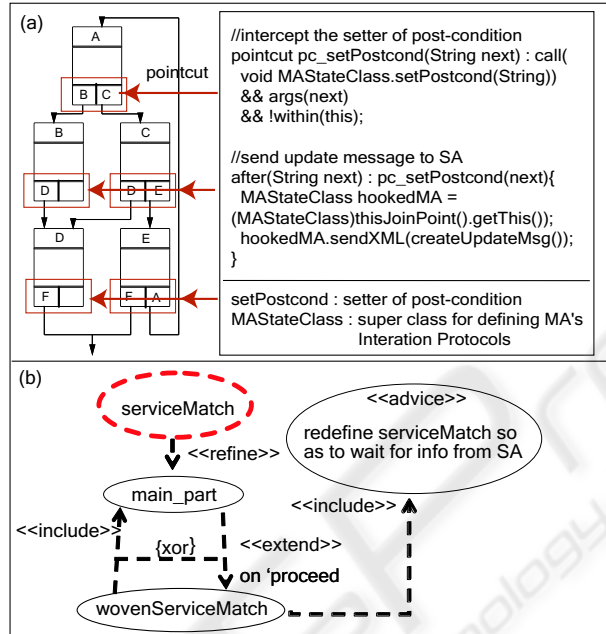 (a)
A
B C
pointcut
B
C
D
D E
D
E
F
F A
//intercept the setter of post-condition
pointcut pc_setPostcond(String next) : call(
void MAStateClass.setPostcond(String))
&& args(next)
&& !within(this);
//send update message to SA
after(String next) : pc_setPostcond(next){
MAStateClass hookedMA =
(MAStateClass)thisJoinPoint().getThis());
hookedMA.sendXML(createUpdateMsg());
}
setPostcond : setter of post-condition
MAStateClass : super class for defining MA's
Interation Protocols
(b)
serviceMatch
<<refine>>
main_part
<<include>>
{xor}
<<extend>>
on 'proceed
wovenServiceMatch
<<advice>>
redefine serviceMatch so
as to wait for info from SA
<<include>>